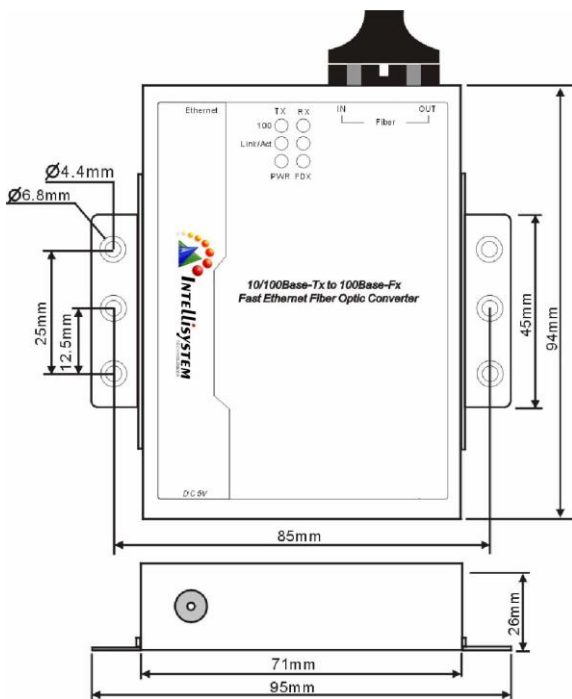 Ethernet
TX RX
100
Link/Act
PWR FDX
IN OUT
Fiber
Ø4.4mm
Ø6.8mm
25mm
12.5mm
INTELLISYSTEM
TECHNOLOGIES
10/100Base-Tx to 100Base-Fx
Fast Ethernet Fiber Optic Converter
45mm
94mm
DC 5V
85mm
26mm
71mm
95mm